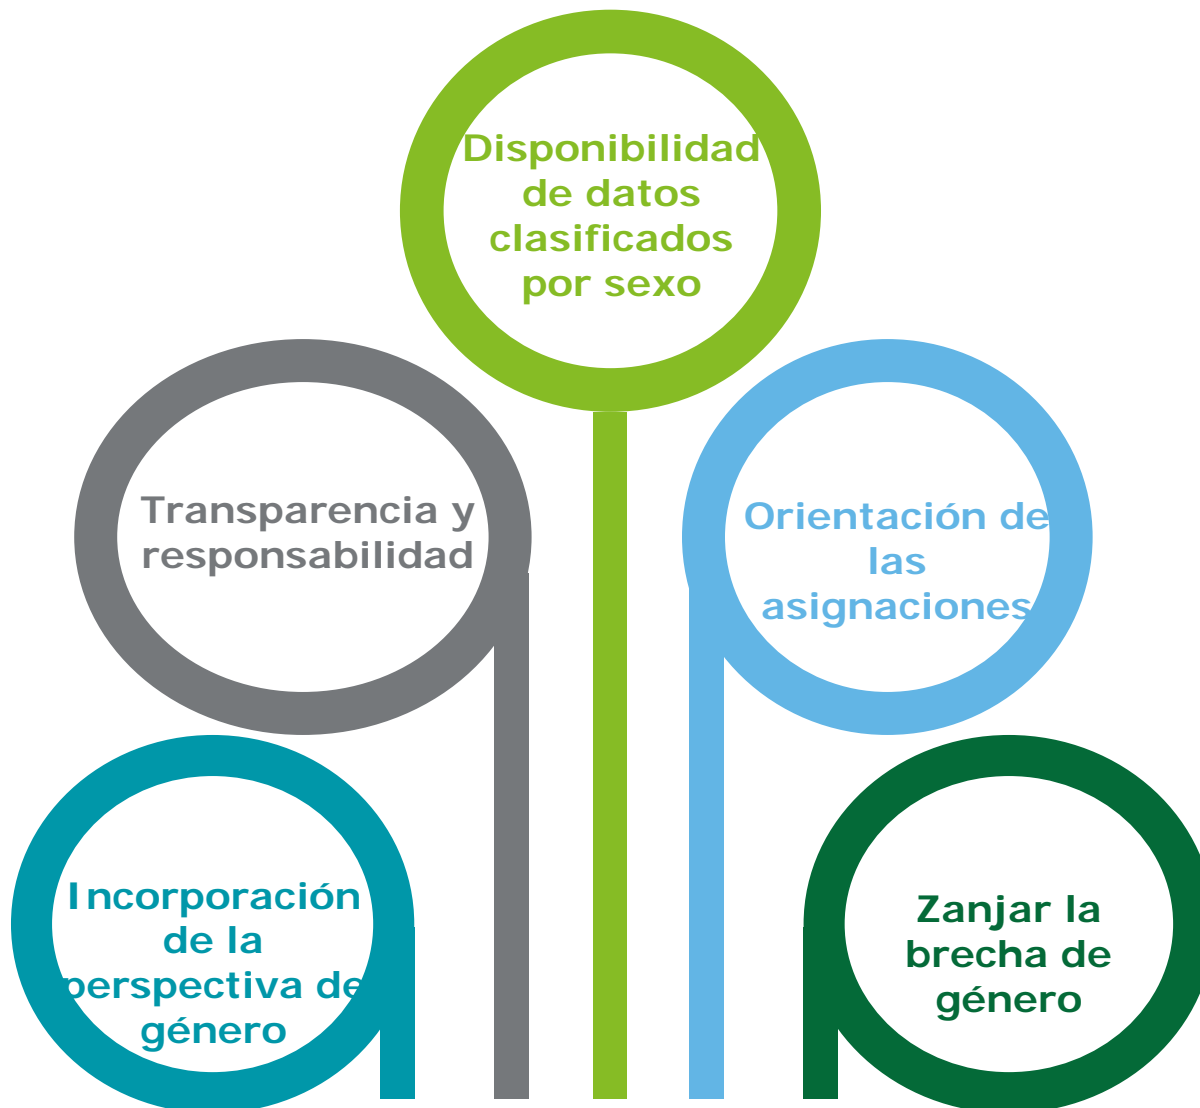 Disponibilidad
de datos
clasificados
por sexo
Transparencia y
responsabilidad
Orientación de
las
asignaciones
Incorporación
de la
perspectiva de
género
Zanjar la
brecha de
género